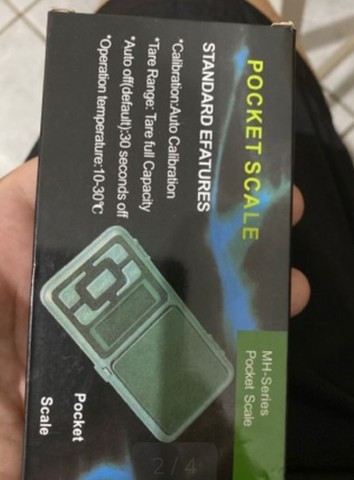 POCKET SCALE
MH-Series
Pocket Scale
STANDARD EFATURES
*Calibration:Auto Calibration
*Tare Range: Tare full Capacity
*Auto off(default):30 seconds off
*Operation temperature:10-30℃
Pocket
Scale
2/4